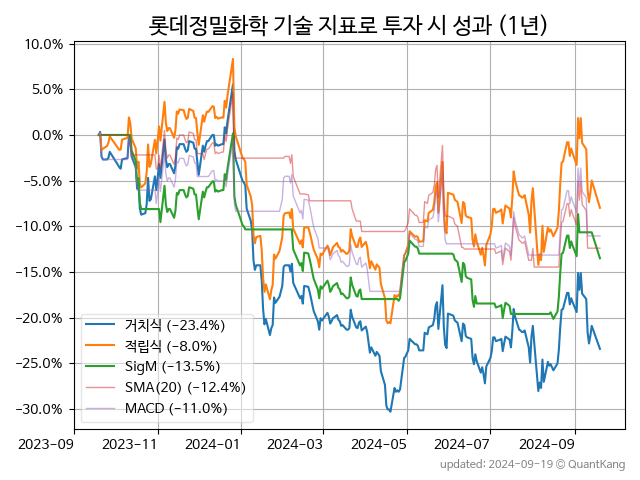 롯데정밀화학 기술 지표로 투자 시 성과 (1년)
10.0%
5.0%
0.0%
−5.0%
−10.0%
−15.0%
−20.0%
−25.0%
−30.0%
거치식 (−23.4%)
적립식 (−8.0%)
SigM (−13.5%)
SMA(20) (−12.4%)
MACD (−11.0%)
2023-09 2023-11 2024-01 2024-03 2024-05 2024-07 2024-09
updated: 2024-09-19 @ QuantKang